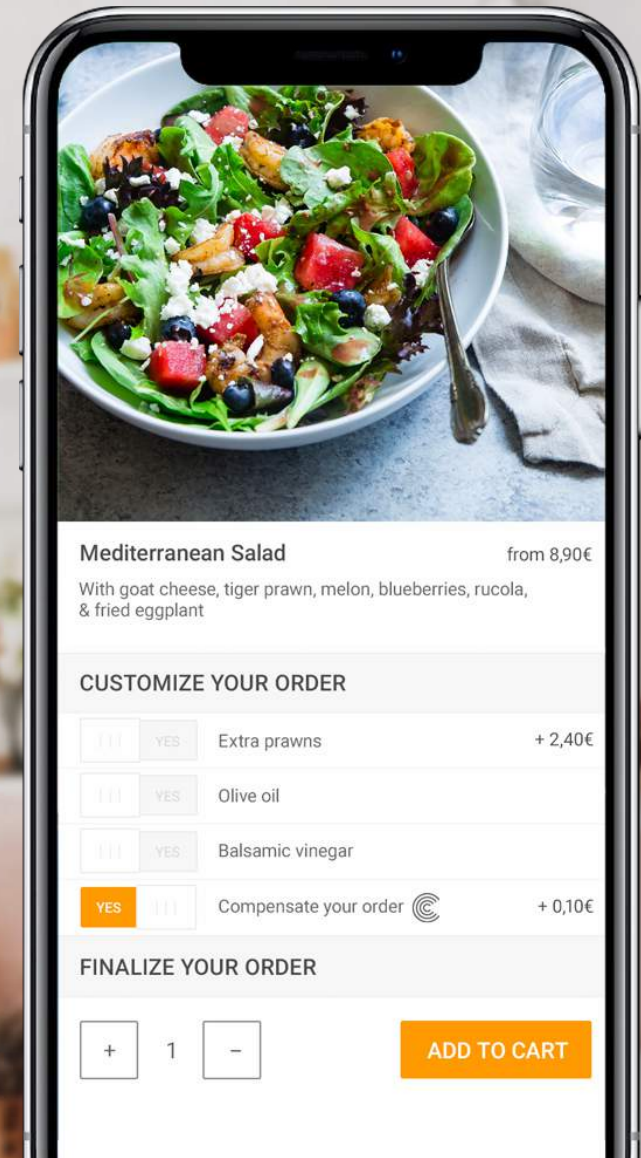 Mediterranean Salad from 8,90€
With goat cheese, tiger prawn, melon, blueberries, rucola,
& fried eggplant
CUSTOMIZE YOUR ORDER
YES Extra prawns + 2,40€
YES Olive oil
YES Balsamic vinegar
YES Compensate your order + 0,10€
FINALIZE YOUR ORDER
+ 1 −
ADD TO CART